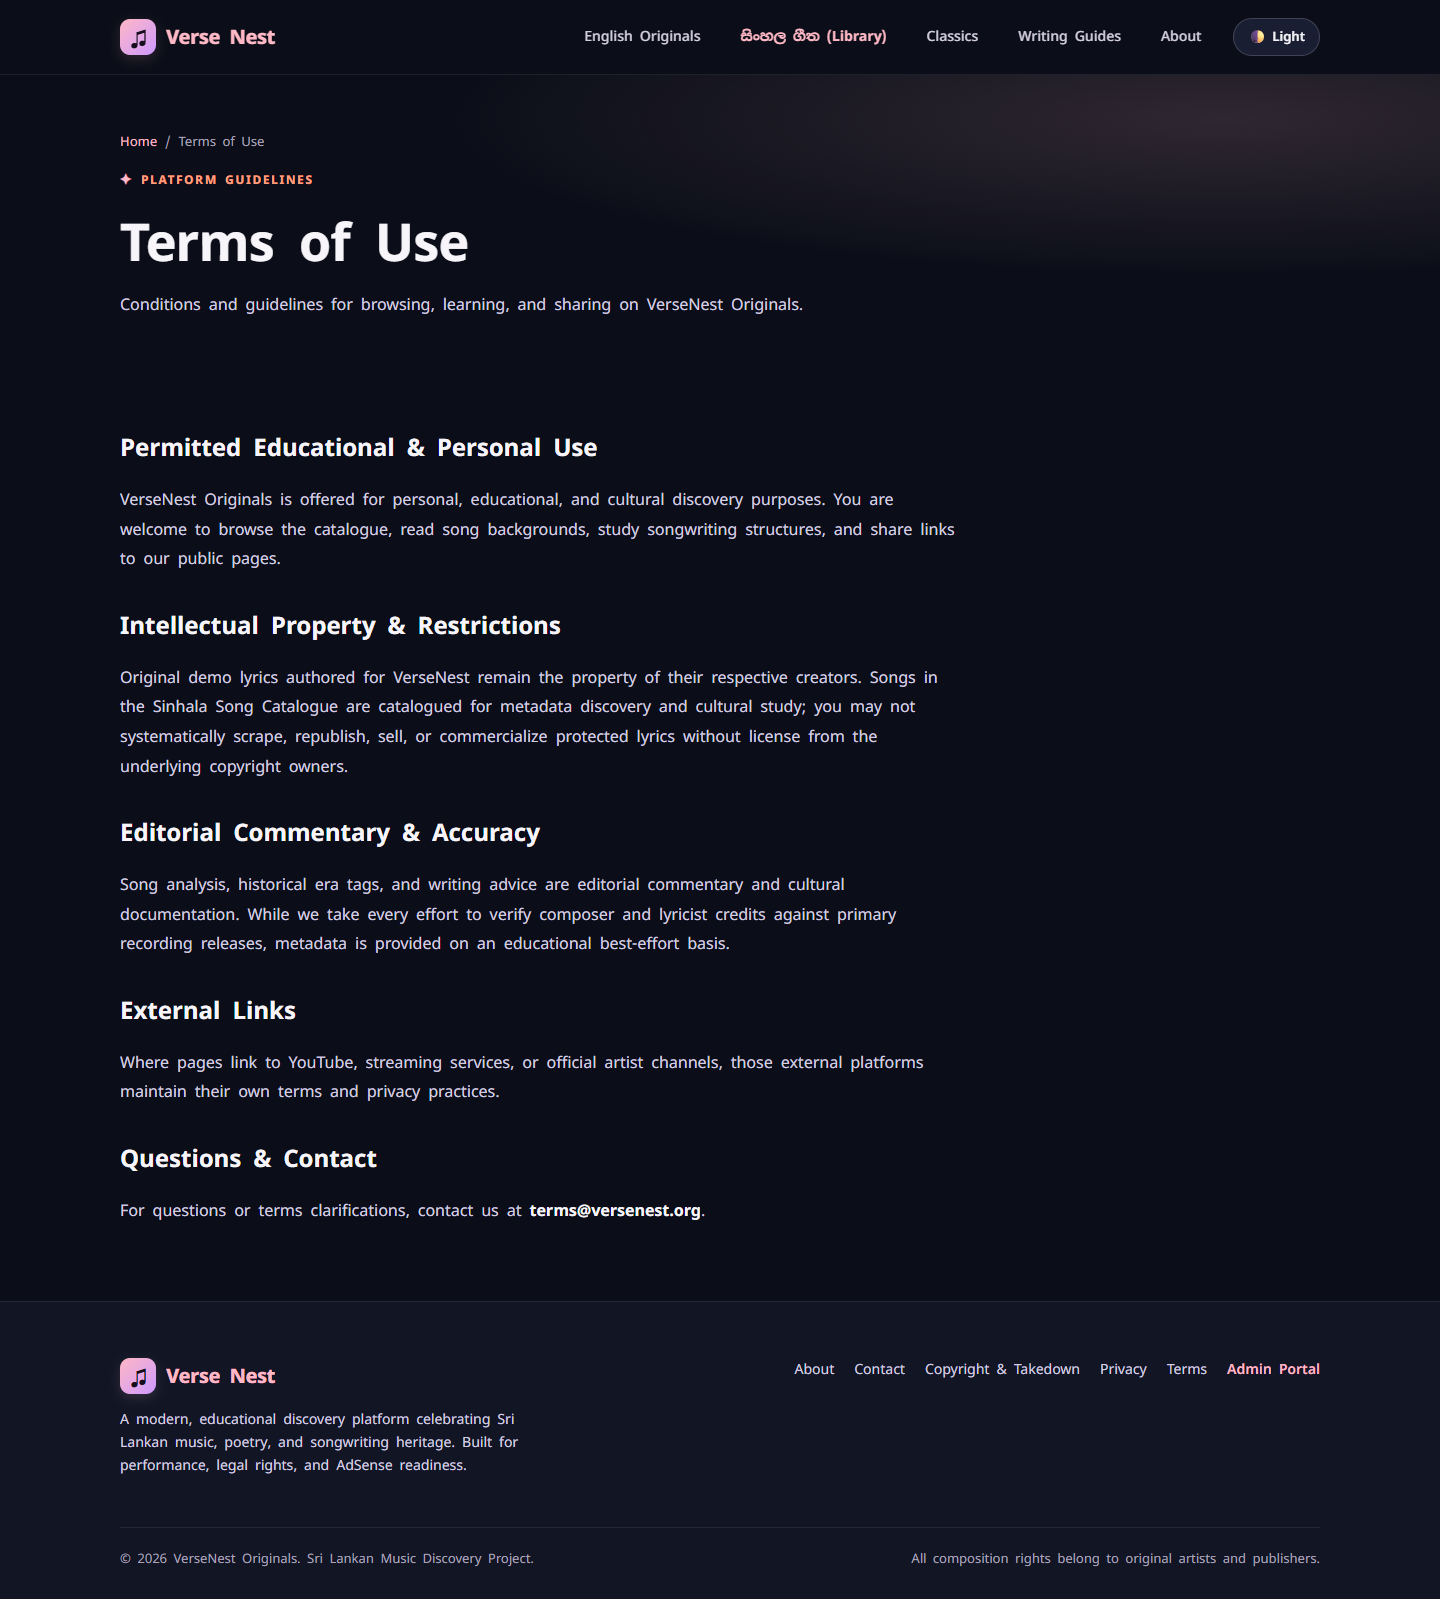 Verse Nest
English Originals
සිංහල ගීත (Library)
Classics
Writing Guides
About
Light
Home / Terms of Use
PLATFORM GUIDELINES
Terms of Use
Conditions and guidelines for browsing, learning, and sharing on VerseNest Originals.
Permitted Educational & Personal Use
VerseNest Originals is offered for personal, educational, and cultural discovery purposes. You are
welcome to browse the catalogue, read song backgrounds, study songwriting structures, and share links
to our public pages.
Intellectual Property & Restrictions
Original demo lyrics authored for VerseNest remain the property of their respective creators. Songs in
the Sinhala Song Catalogue are catalogued for metadata discovery and cultural study; you may not
systematically scrape, republish, sell, or commercialize protected lyrics without license from the
underlying copyright owners.
Editorial Commentary & Accuracy
Song analysis, historical era tags, and writing advice are editorial commentary and cultural
documentation. While we take every effort to verify composer and lyricist credits against primary
recording releases, metadata is provided on an educational best-effort basis.
External Links
Where pages link to YouTube, streaming services, or official artist channels, those external platforms
maintain their own terms and privacy practices.
Questions & Contact
For questions or terms clarifications, contact us at terms@versenest.org.
Verse Nest
About
Contact
Copyright & Takedown
Privacy
Terms
Admin Portal
A modern, educational discovery platform celebrating Sri
Lankan music, poetry, and songwriting heritage. Built for
performance, legal rights, and AdSense readiness.
© 2026 VerseNest Originals. Sri Lankan Music Discovery Project.
All composition rights belong to original artists and publishers.